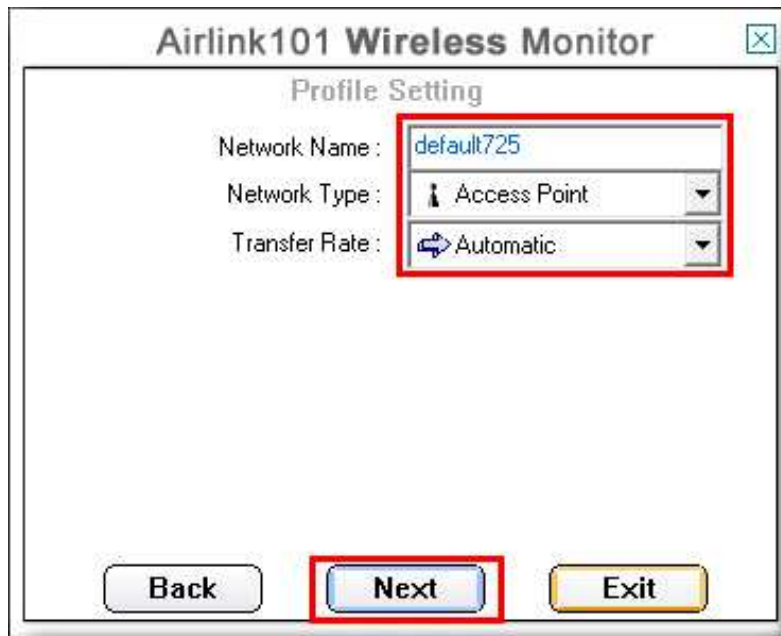 Airlink101 Wireless Monitor
Profile Setting
Network Name : default725
Network Type : Access Point
Transfer Rate : Automatic
Back Next Exit